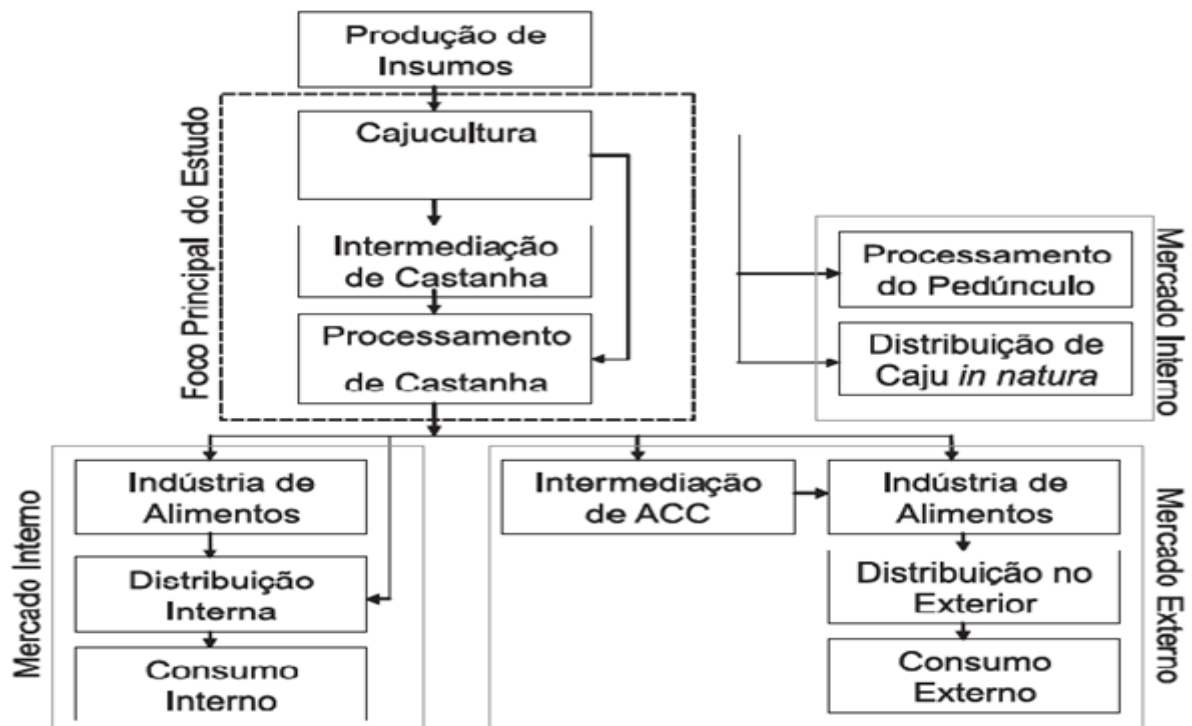 Produção de
Insumos
Foco Principal do Estudo
Cajucultura
Intermediação
de Castanha
Processamento
de Castanha
Processamento
do Pedúnculo
Distribuição de
Caju in natura
Mercado Interno
Mercado Interno
Indústria de
Alimentos
Distribuição
Interna
Consumo
Interno
Intermediação
de ACC
Indústria de
Alimentos
Distribuição no
Exterior
Consumo
Externo
Mercado Externo